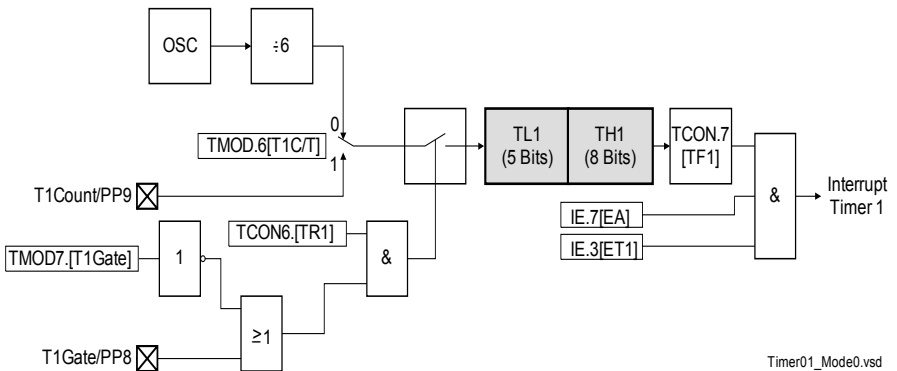 OSC
÷6
0
TMOD.6[T1C/T]
1
TL1
(5 Bits)
TH1
(8 Bits)
TCON.7
[TF1]
T1Count/PP9
&
Interrupt
Timer 1
IE.7[EA]
TCON6.[TR1]
IE.3[ET1]
TMOD7.[T1Gate]
1
&
≥1
T1Gate/PP8
Timer01_Mode0.vsd